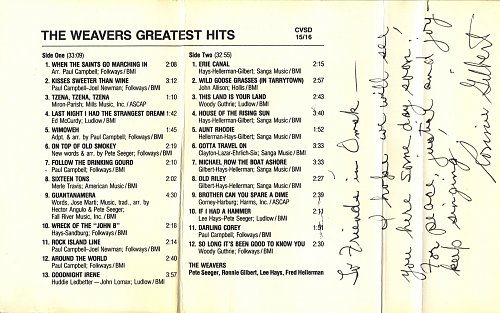 THE WEAVERS GREATEST HITS
CVSD
15/16
Side One (33:09)
1. WHEN THE SAINTS GO MARCHING IN 2:08
Arr. Paul Campbell; Folkways/BMI
2. KISSES SWEETER THAN WINE 3:12
Paul Campbell–Joel Newman; Folkways/BMI
3. TZENA, TZENA, TZENA 1:10
Miron-Parish; Mills Music, Inc./ASCAP
4. LAST NIGHT I HAD THE STRANGEST DREAM 1:42
Ed McCurdy; Ludlow/BMI
5. WIMOWEH 1:45
Adpt. & arr. by Paul Campbell; Folkways/BMI
6. ON TOP OF OLD SMOKEY 2:19
New words & arr. by Pete Seeger; Folkways/BMI
7. FOLLOW THE DRINKING GOURD 2:10
Paul Campbell; Folkways/BMI
8. SIXTEEN TONS 2:02
Merle Travis; American Music/BMI
9. GUANTANAMERA 4:30
Words, Jose Marti; Music, trad., arr. by
Hector Angulo & Pete Seeger;
Fall River Music, Inc./BMI
10. WRECK OF THE "JOHN B" 2:18
Hays-Sandburg; Folkways/BMI
11. ROCK ISLAND LINE 2:14
Paul Campbell–Joel Newman; Folkways/BMI
12. AROUND THE WORLD 2:40
Paul Campbell; Folkways/BMI
13. GOODNIGHT IRENE 3:57
Huddie Ledbetter—John Lomax; Ludlow/BMI
Side Two (32:55)
1. ERIE CANAL 2:15
Hays-Hellerman-Gilbert; Sanga Music/BMI
2. WILD GOOSE GRASSES (IN TARRYTOWN) 2:57
John Allison; Hollis/BMI
3. THIS LAND IS YOUR LAND 2:43
Woody Guthrie; Ludlow/BMI
4. HOUSE OF THE RISING SUN 3:40
Hays-Gilbert-Hellerman; Folkways/BMI
5. AUNT RHODIE 1:52
Hellerman-Hays-Gilbert; Sanga Music/BMI
6. GOTTA TRAVEL ON 3:33
Clayton-Lazar-Ehrlich-Six; Sanga Music/BMI
7. MICHAEL ROW THE BOAT ASHORE 3:33
Gilbert-Hays-Hellerman; Sanga Music/BMI
8. OLD RILEY 2:27
Gilbert-Hays-Hellerman; Sanga Music/BMI
9. BROTHER CAN YOU SPARE A DIME 2:39
Gorney-Harburg; Harms, Inc./ASCAP
10. IF I HAD A HAMMER 2:11
Lee Hays-Pete Seeger; Ludlow/BMI
11. DARLING COREY 1:51
Paul Campbell; Folkways/BMI
12. SO LONG IT'S BEEN GOOD TO KNOW YOU 2:30
Woody Guthrie; Folkways/BMI
THE WEAVERS
Pete Seeger, Ronnie Gilbert, Lee Hays, Fred Hellerman
To Friends in Omsk —
I hope we will see
you here some day soon!
For peace, justice and joy—
keep singing!
Ronnie Gilbert